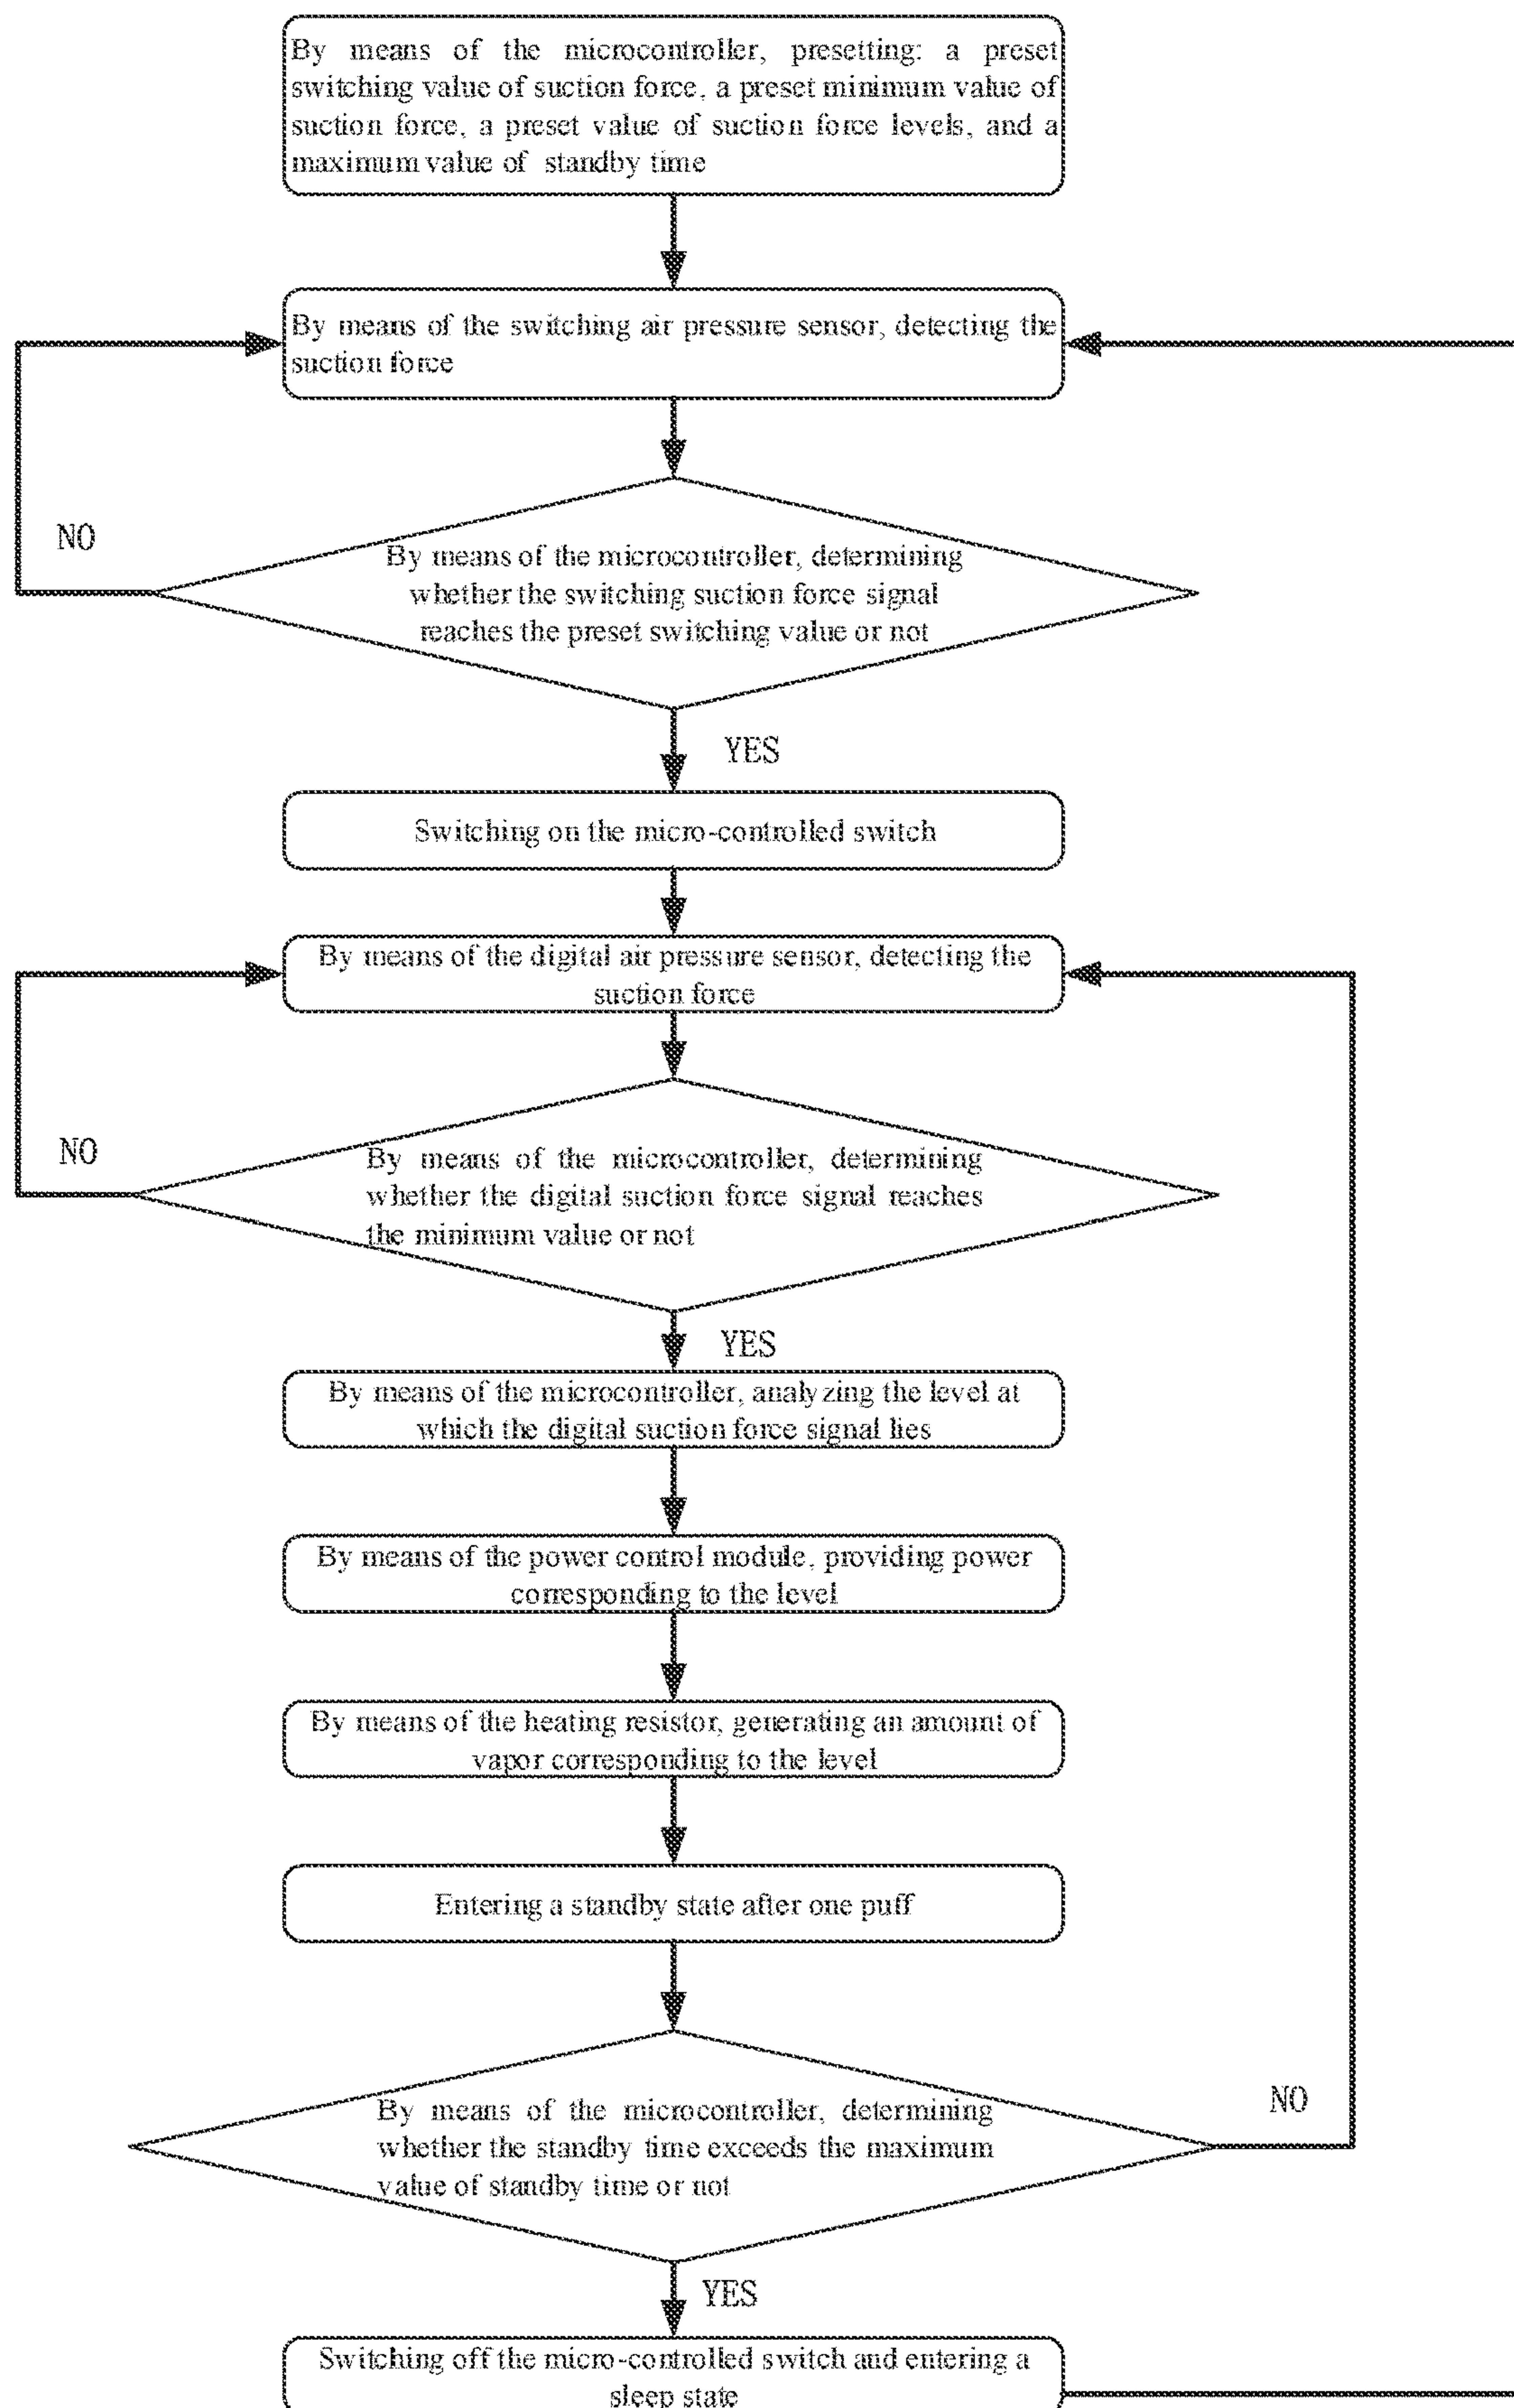 By means of the microcontroller, presetting: a preset
switching value of suction force, a preset minimum value of
suction force, a preset value of suction force levels, and a
maximum value of standby time
By means of the switching air pressure sensor, detecting the
suction force
NO
By means of the microcontroller, determining
whether the switching suction force signal
reaches the preset switching value or not
YES
Switching on the micro-controlled switch
By means of the digital air pressure sensor, detecting the
suction force
NO
By means of the microcontroller, determining
whether the digital suction force signal reaches
the minimum value or not
YES
By means of the microcontroller, analyzing the level at
which the digital suction force signal lies
By means of the power control module, providing power
corresponding to the level
By means of the heating resistor, generating an amount of
vapor corresponding to the level
Entering a standby state after one puff
NO
By means of the microcontroller, determining
whether the standby time exceeds the maximum
value of standby time or not
YES
Switching off the micro-controlled switch and entering a
sleep state